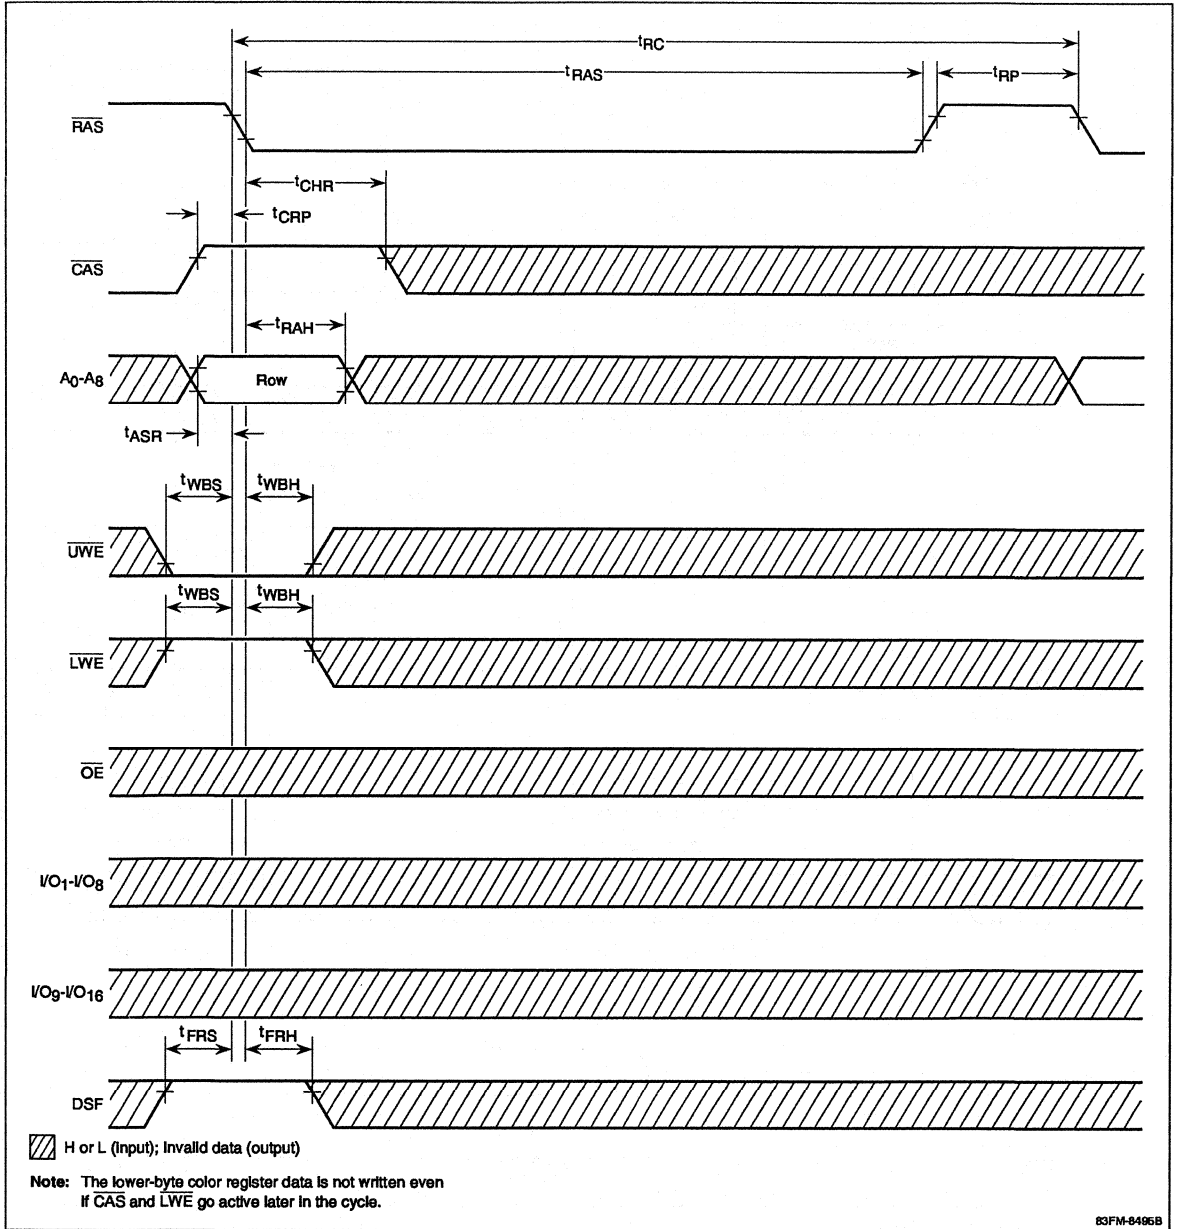 tRC
tRAS
tRP
RAS
tCHR
tCRP
CAS
tRAH
A0-A8
Row
tASR
tWBS
tWBH
UWE
tWBS
tWBH
LWE
OE
I/O1-I/O8
I/O9-I/O16
tFRS
tFRH
DSF
H or L (input); Invalid data (output)
Note: The lower-byte color register data is not written even
if CAS and LWE go active later in the cycle.
83FM-8495B